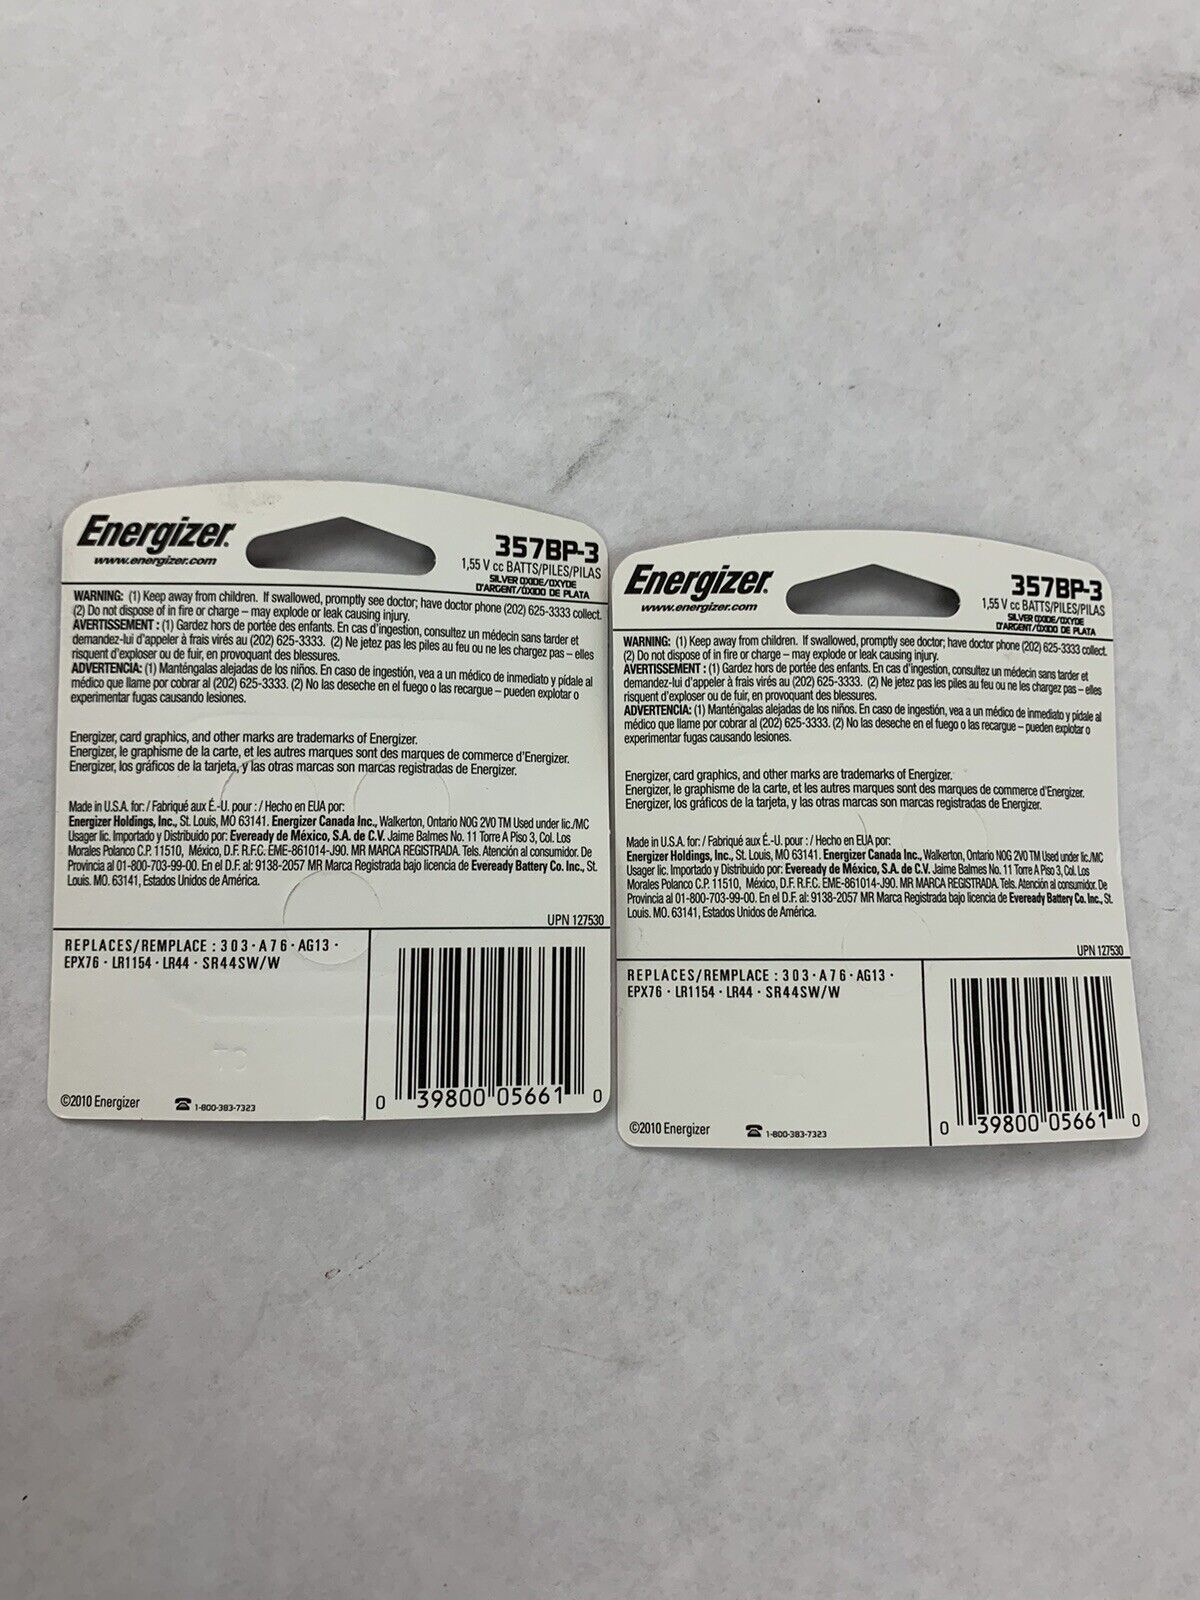 Energizer.
www.energizer.com
357BP-3
1,55 V cc BATTS/PILES/PILAS
SILVER OXIDE/OXYDE
D'ARGENT/ÓXIDO DE PLATA
WARNING: (1) Keep away from children. If swallowed, promptly see doctor; have doctor phone (202) 625-3333 collect.
(2) Do not dispose of in fire or charge – may explode or leak causing injury.
AVERTISSEMENT : (1) Gardez hors de portée des enfants. En cas d'ingestion, consultez un médecin sans tarder et
demandez-lui d'appeler à frais virés au (202) 625-3333. (2) Ne jetez pas les piles au feu ou ne les chargez pas – elles
risquent d'exploser ou de fuir, en provoquant des blessures.
ADVERTENCIA: (1) Manténgalas alejadas de los niños. En caso de ingestión, vea a un médico de inmediato y pídale al
médico que llame por cobrar al (202) 625-3333. (2) No las deseche en el fuego o las recargue – pueden explotar o
experimentar fugas causando lesiones.
Energizer, card graphics, and other marks are trademarks of Energizer.
Energizer, le graphisme de la carte, et les autres marques sont des marques de commerce d'Energizer.
Energizer, los gráficos de la tarjeta, y las otras marcas son marcas registradas de Energizer.
Made in U.S.A. for: / Fabriqué aux É.-U. pour : / Hecho en EUA por:
Energizer Holdings, Inc., St. Louis, MO 63141. Energizer Canada Inc., Walkerton, Ontario N0G 2V0 TM Used under lic./MC
Usager lic. Importado y Distribuido por: Eveready de México, S.A. de C.V. Jaime Balmes No. 11 Torre A Piso 3, Col. Los
Morales Polanco C.P. 11510, México, D.F. R.F.C. EME-861014-J90. MR MARCA REGISTRADA. Tels. Atención al consumidor. De
Provincia al 01-800-703-99-00. En el D.F. al: 9138-2057 MR Marca Registrada bajo licencia de Eveready Battery Co. Inc., St.
Louis. MO. 63141, Estados Unidos de América.
UPN 127530
REPLACES/REMPLACE : 303 · A76 · AG13 ·
EPX76 · LR1154 · LR44 · SR44SW/W
©2010 Energizer
1-800-383-7323
0 39800 05661 0
Energizer.
www.energizer.com
357BP-3
1,55 V cc BATTS/PILES/PILAS
SILVER OXIDE/OXYDE
D'ARGENT/ÓXIDO DE PLATA
WARNING: (1) Keep away from children. If swallowed, promptly see doctor; have doctor phone (202) 625-3333 collect.
(2) Do not dispose of in fire or charge – may explode or leak causing injury.
AVERTISSEMENT : (1) Gardez hors de portée des enfants. En cas d'ingestion, consultez un médecin sans tarder et
demandez-lui d'appeler à frais virés au (202) 625-3333. (2) Ne jetez pas les piles au feu ou ne les chargez pas – elles
risquent d'exploser ou de fuir, en provoquant des blessures.
ADVERTENCIA: (1) Manténgalas alejadas de los niños. En caso de ingestión, vea a un médico de inmediato y pídale al
médico que llame por cobrar al (202) 625-3333. (2) No las deseche en el fuego o las recargue – pueden explotar o
experimentar fugas causando lesiones.
Energizer, card graphics, and other marks are trademarks of Energizer.
Energizer, le graphisme de la carte, et les autres marques sont des marques de commerce d'Energizer.
Energizer, los gráficos de la tarjeta, y las otras marcas son marcas registradas de Energizer.
Made in U.S.A. for: / Fabriqué aux É.-U. pour : / Hecho en EUA por:
Energizer Holdings, Inc., St. Louis, MO 63141. Energizer Canada Inc., Walkerton, Ontario N0G 2V0 TM Used under lic./MC
Usager lic. Importado y Distribuido por: Eveready de México, S.A. de C.V. Jaime Balmes No. 11 Torre A Piso 3, Col. Los
Morales Polanco C.P. 11510, México, D.F. R.F.C. EME-861014-J90. MR MARCA REGISTRADA. Tels. Atención al consumidor. De
Provincia al 01-800-703-99-00. En el D.F. al: 9138-2057 MR Marca Registrada bajo licencia de Eveready Battery Co. Inc., St.
Louis. MO. 63141, Estados Unidos de América.
UPN 127530
REPLACES/REMPLACE : 303 · A76 · AG13 ·
EPX76 · LR1154 · LR44 · SR44SW/W
©2010 Energizer
1-800-383-7323
0 39800 05661 0